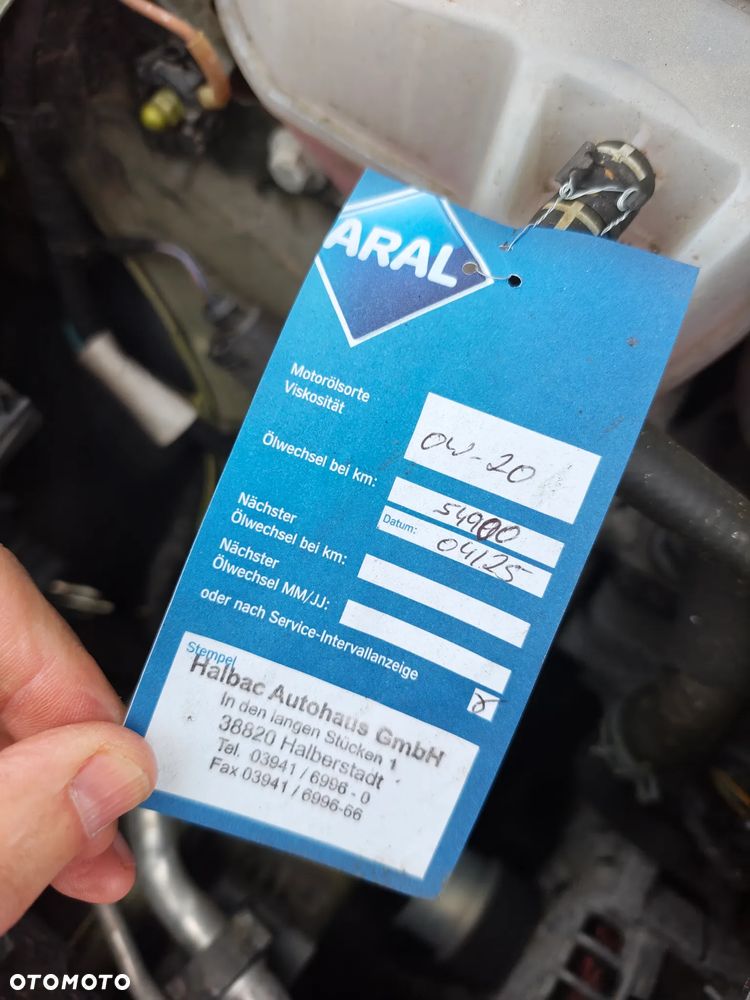 ARAL
Motorölsorte
Viskosität
0W-20
Ölwechsel bei km:
54900
Datum:
04.25
Nächster
Ölwechsel bei km:
Nächster
Ölwechsel MM/JJ:
oder nach Service-Intervallanzeige
Stempel
Halbac Autohaus GmbH
In den langen Stücken 1
38820 Halberstadt
Tel. 03941 / 6996 - 0
Fax 03941 / 6996-66
OTOMOTO